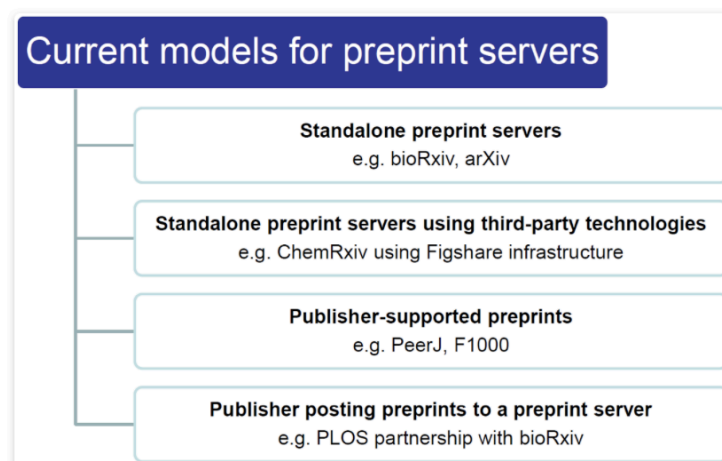 Current models for preprint servers
Standalone preprint servers
e.g. bioRxiv, arXiv
Standalone preprint servers using third-party technologies
e.g. ChemRxiv using Figshare infrastructure
Publisher-supported preprints
e.g. PeerJ, F1000
Publisher posting preprints to a preprint server
e.g. PLOS partnership with bioRxiv